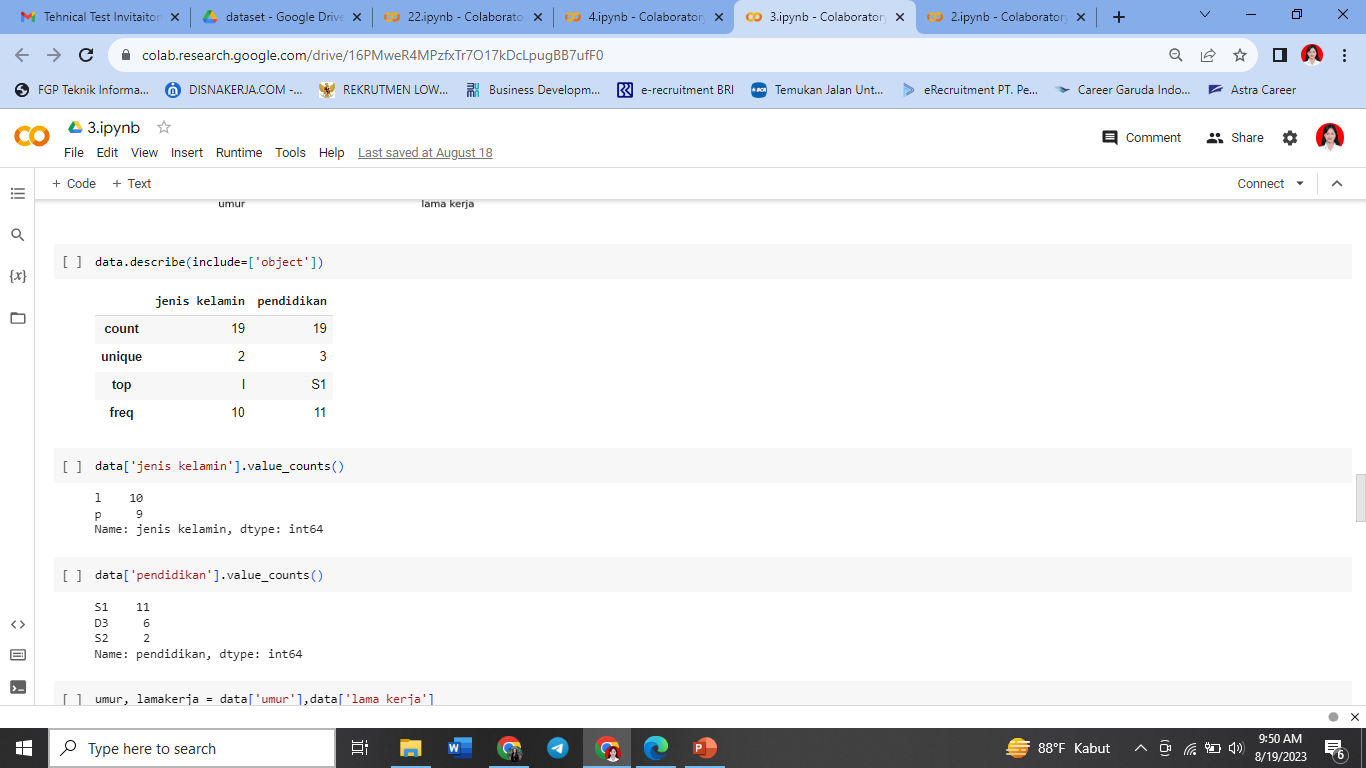 Tehnical Test Invitaiton
dataset - Google Drive
22.ipynb - Colaborato
4.ipynb - Colaboratory
3.ipynb - Colaboratory
2.ipynb - Colaboratory
colab.research.google.com/drive/16PMweR4MPzfxTr7O17kDcLpugBB7ufF0
FGP Teknik Informa...
DISNAKERJA.COM -...
REKRUTMEN LOW...
Business Developm...
e-recruitment BRI
Temukan Jalan Unt...
eRecruitment PT. Pe...
Career Garuda Indo...
Astra Career
3.ipynb
Comment
Share
File Edit View Insert Runtime Tools Help Last saved at August 18
+ Code + Text
Connect
umur lama kerja
[ ] data.describe(include=['object'])
jenis kelamin pendidikan
count 19 19
unique 2 3
top l S1
freq 10 11
[ ] data['jenis kelamin'].value_counts()
l 10
p 9
Name: jenis kelamin, dtype: int64
[ ] data['pendidikan'].value_counts()
S1 11
D3 6
S2 2
Name: pendidikan, dtype: int64
[ ] umur, lamakerja = data['umur'],data['lama kerja']
{x}
Type here to search
88°F Kabut
9:50 AM
8/19/2023
6